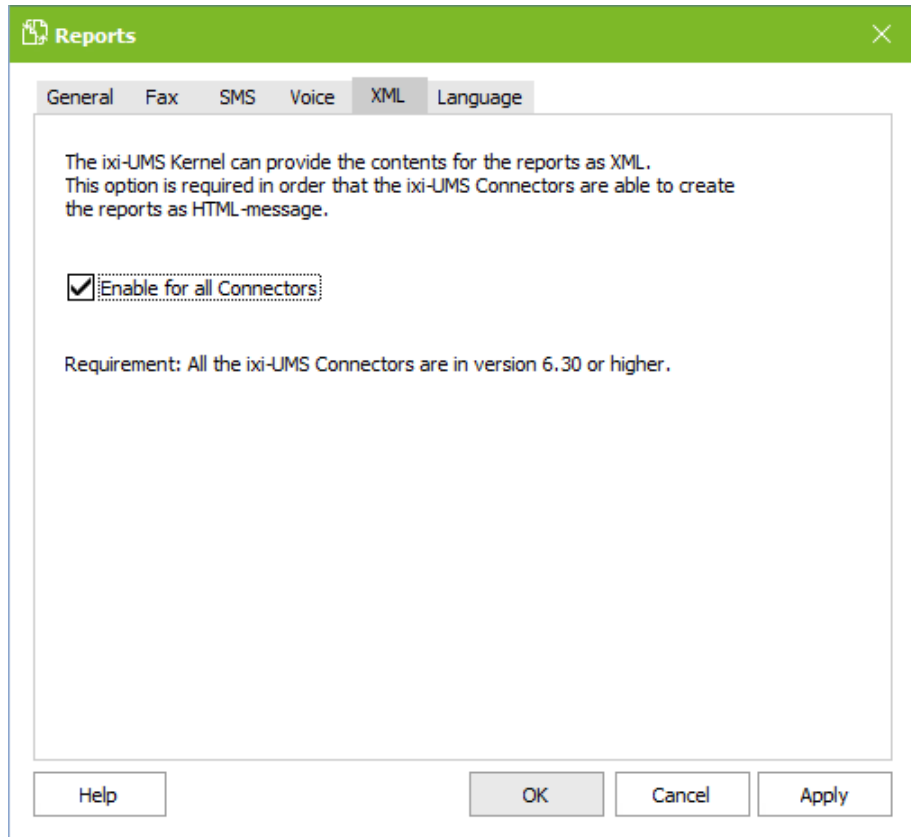 Reports
General Fax SMS Voice XML Language
The ixi-UMS Kernel can provide the contents for the reports as XML.
This option is required in order that the ixi-UMS Connectors are able to create
the reports as HTML-message.
Enable for all Connectors
Requirement: All the ixi-UMS Connectors are in version 6.30 or higher.
Help OK Cancel Apply